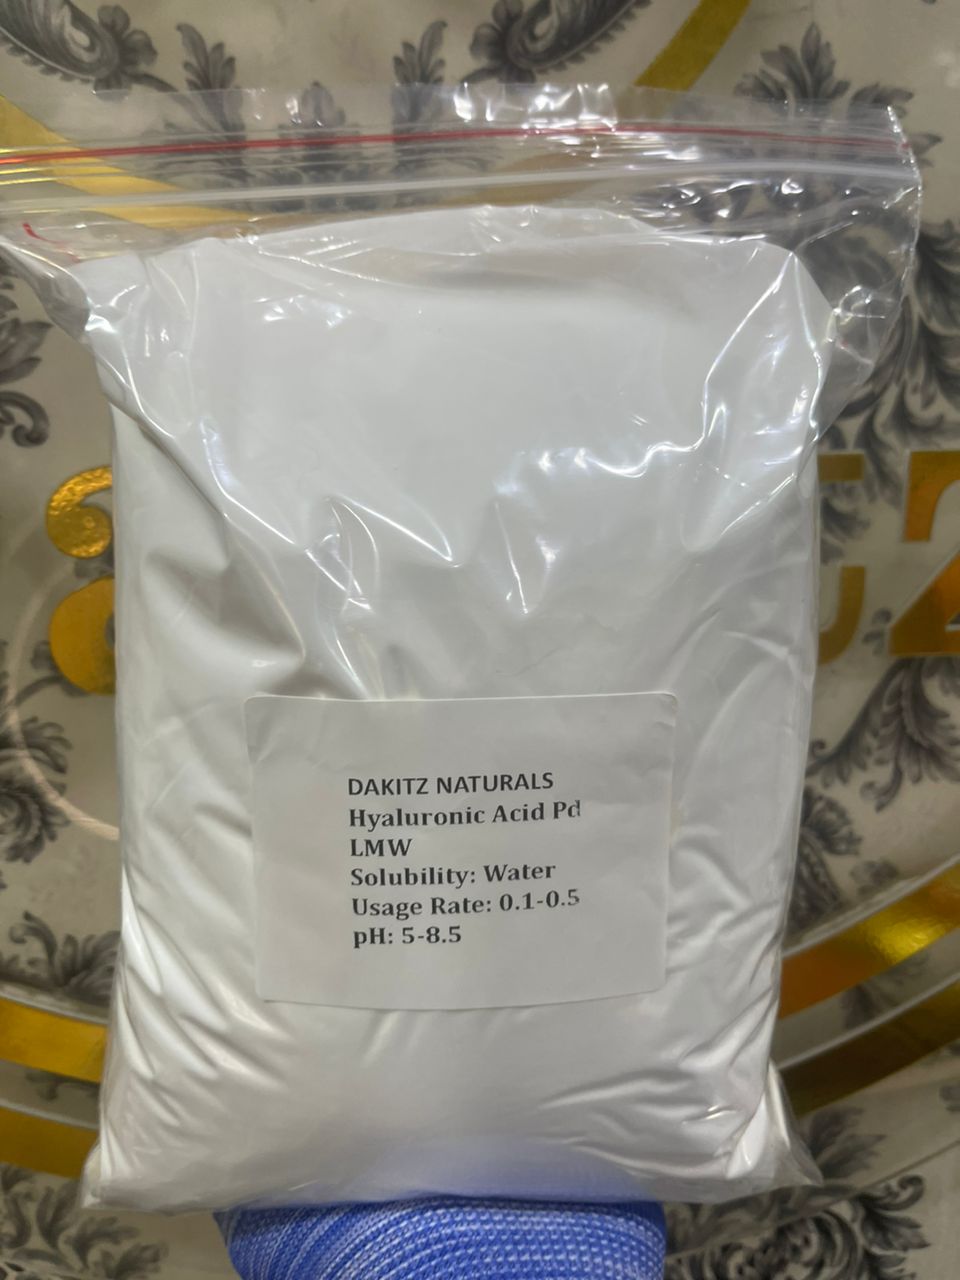 DAKITZ NATURALS
Hyaluronic Acid Pd
LMW
Solubility: Water
Usage Rate: 0.1-0.5
pH: 5-8.5